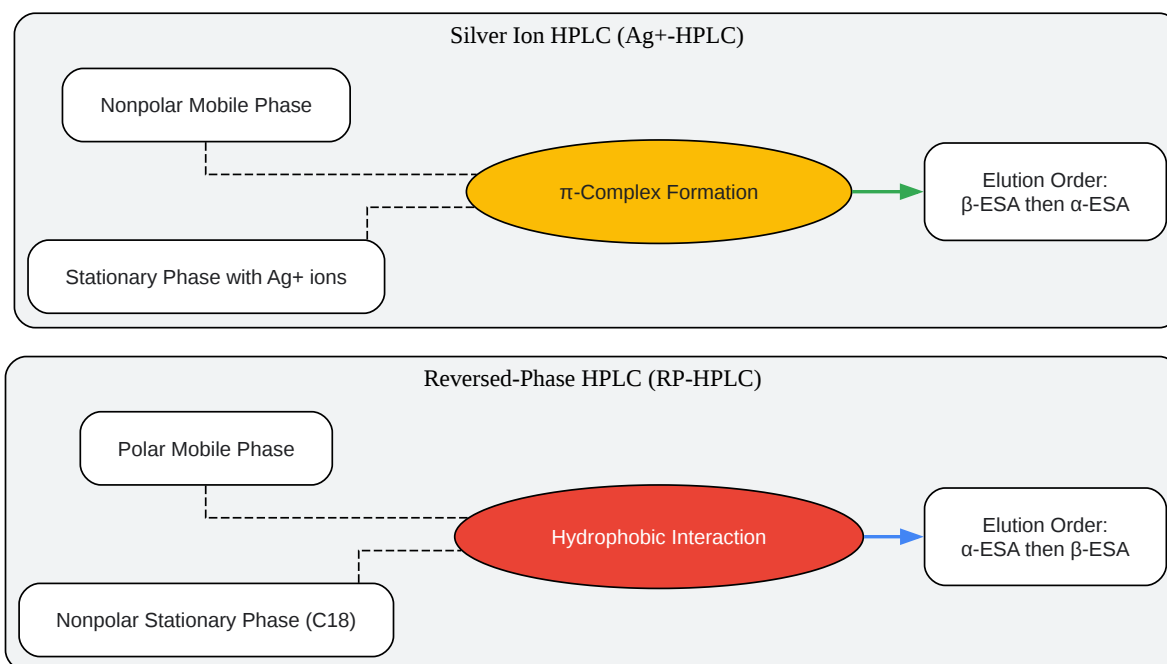 Silver Ion HPLC (Ag+-HPLC)
Nonpolar Mobile Phase
π-Complex Formation
Elution Order:
β-ESA then α-ESA
Stationary Phase with Ag+ ions
Reversed-Phase HPLC (RP-HPLC)
Polar Mobile Phase
Hydrophobic Interaction
Elution Order:
α-ESA then β-ESA
Nonpolar Stationary Phase (C18)